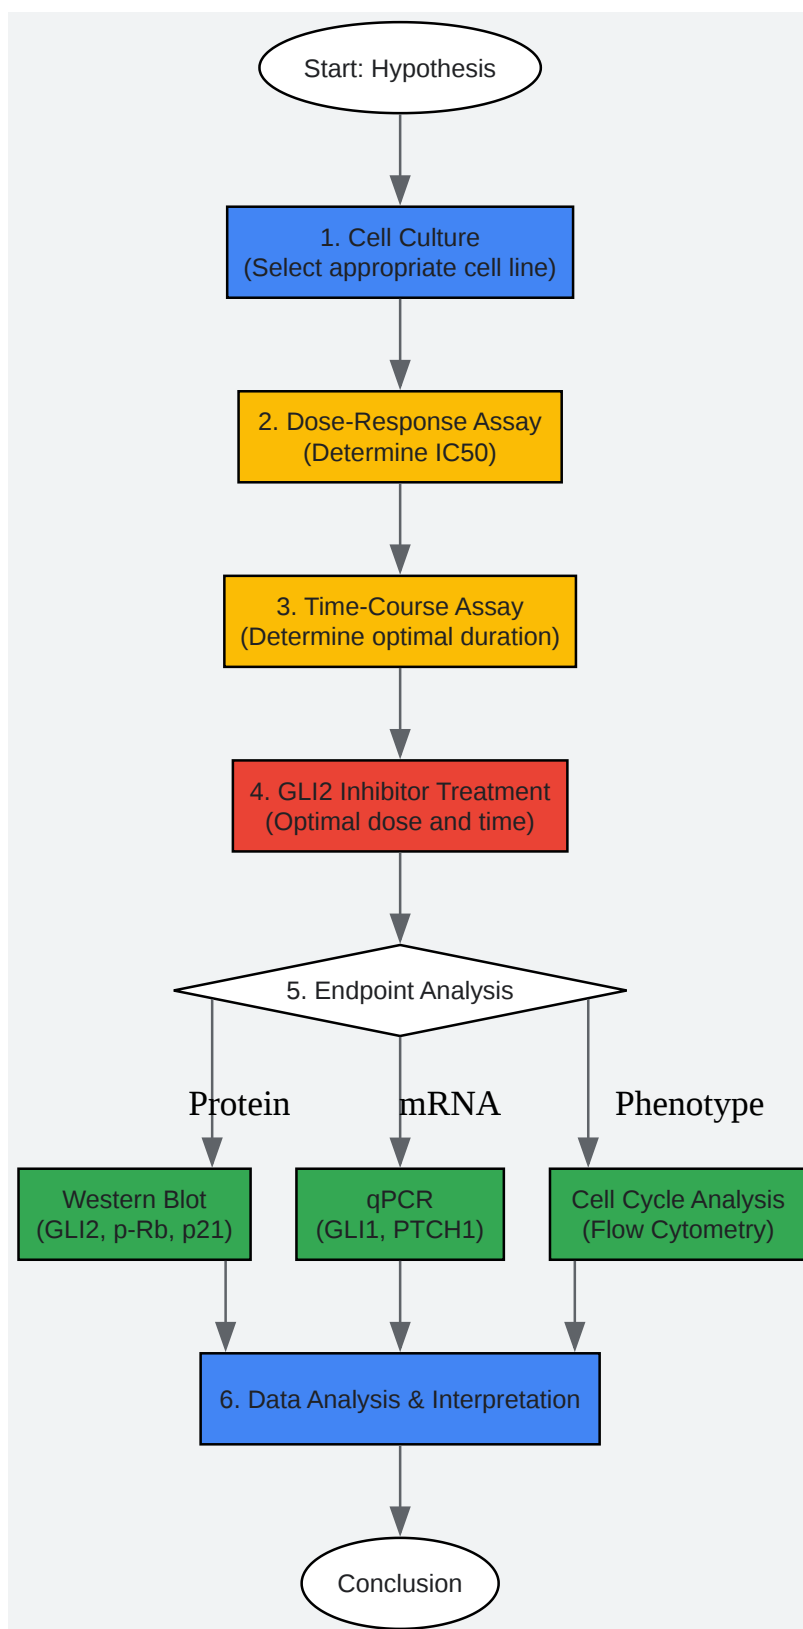 Start: Hypothesis
1. Cell Culture
(Select appropriate cell line)
2. Dose-Response Assay
(Determine IC50)
3. Time-Course Assay
(Determine optimal duration)
4. GLI2 Inhibitor Treatment
(Optimal dose and time)
5. Endpoint Analysis
Protein
mRNA
Phenotype
Western Blot
(GLI2, p-Rb, p21)
qPCR
(GLI1, PTCH1)
Cell Cycle Analysis
(Flow Cytometry)
6. Data Analysis & Interpretation
Conclusion